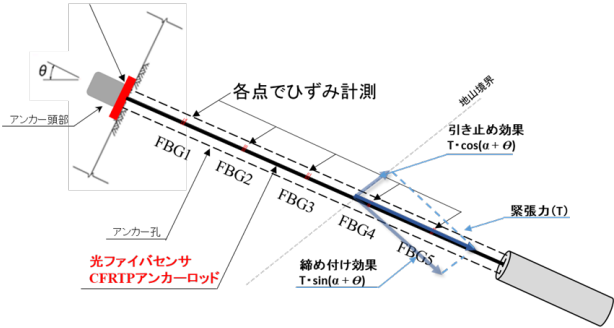 θ
各点でひずみ計測
地山境界
引き止め効果
T・cos(α+Θ)
アンカー頭部
FBG1
FBG2
FBG3
FBG4
FBG5
緊張力(T)
アンカー孔
光ファイバセンサ
CFRTPアンカーロッド
締め付け効果
T・sin(α+Θ)